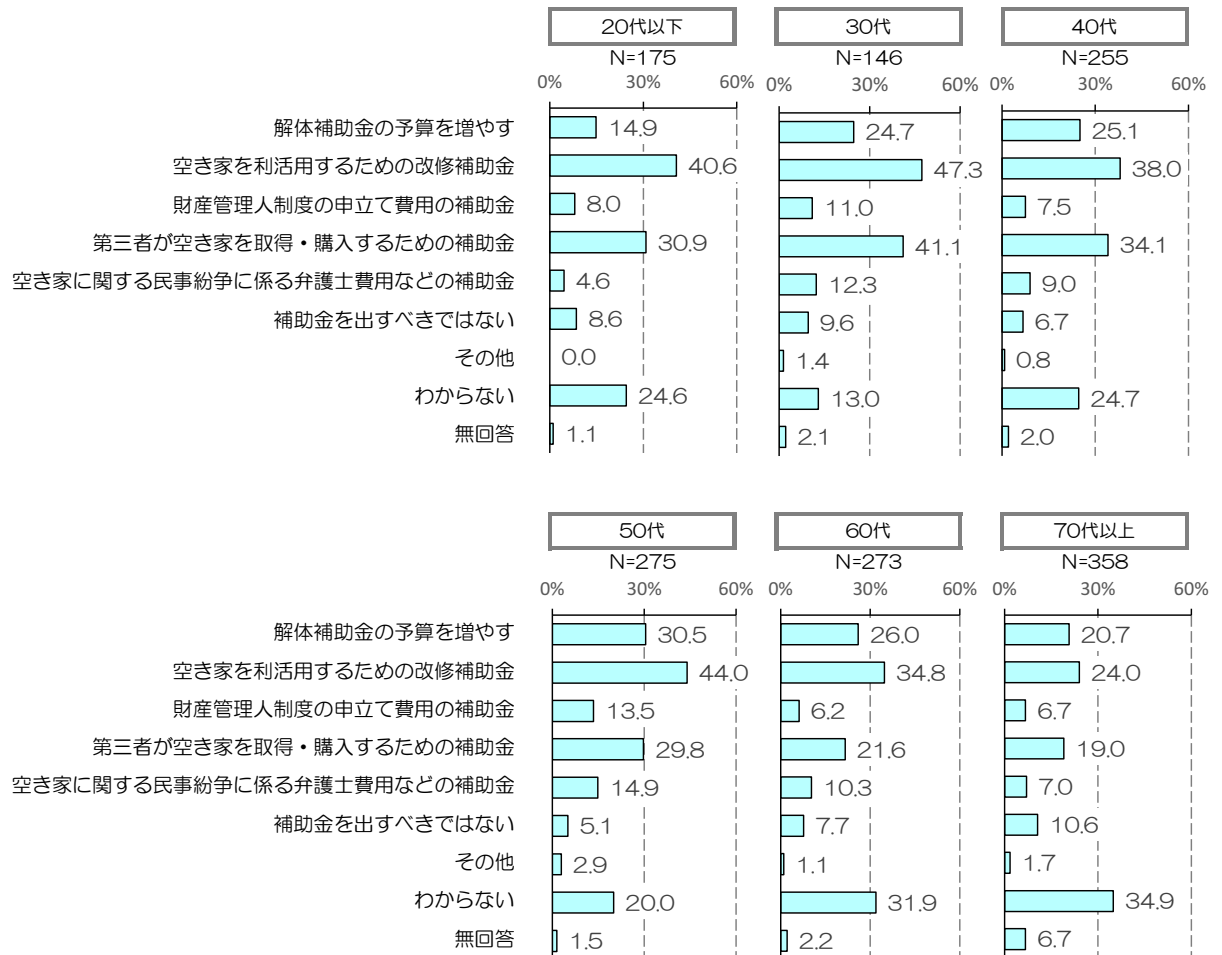 20代以下 30代 40代
N=175 N=146 N=255
0% 30% 60% 0% 30% 60% 0% 30% 60%
解体補助金の予算を増やす 14.9 24.7 25.1
空き家を利活用するための改修補助金 40.6 47.3 38.0
財産管理人制度の申立て費用の補助金 8.0 11.0 7.5
第三者が空き家を取得・購入するための補助金 30.9 41.1 34.1
空き家に関する民事紛争に係る弁護士費用などの補助金 4.6 12.3 9.0
補助金を出すべきではない 8.6 9.6 6.7
その他 0.0 1.4 0.8
わからない 24.6 13.0 24.7
無回答 1.1 2.1 2.0
50代 60代 70代以上
N=275 N=273 N=358
0% 30% 60% 0% 30% 60% 0% 30% 60%
解体補助金の予算を増やす 30.5 26.0 20.7
空き家を利活用するための改修補助金 44.0 34.8 24.0
財産管理人制度の申立て費用の補助金 13.5 6.2 6.7
第三者が空き家を取得・購入するための補助金 29.8 21.6 19.0
空き家に関する民事紛争に係る弁護士費用などの補助金 14.9 10.3 7.0
補助金を出すべきではない 5.1 7.7 10.6
その他 2.9 1.1 1.7
わからない 20.0 31.9 34.9
無回答 1.5 2.2 6.7